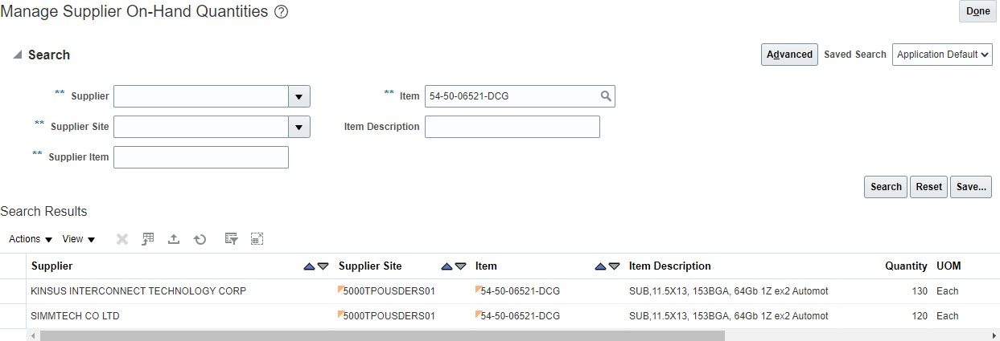 Manage Supplier On-Hand Quantities ?
Done
Search
Advanced Saved Search Application Default
** Supplier
** Item 54-50-06521-DCG
** Supplier Site
Item Description
** Supplier Item
Search Reset Save...
Search Results
Actions View
Supplier Supplier Site Item Item Description Quantity UOM
KINSUS INTERCONNECT TECHNOLOGY CORP 5000TPOUSDERS01 54-50-06521-DCG SUB,11.5X13, 153BGA, 64Gb 1Z ex2 Automot 130 Each
SIMMTECH CO LTD 5000TPOUSDERS01 54-50-06521-DCG SUB,11.5X13, 153BGA, 64Gb 1Z ex2 Automot 120 Each